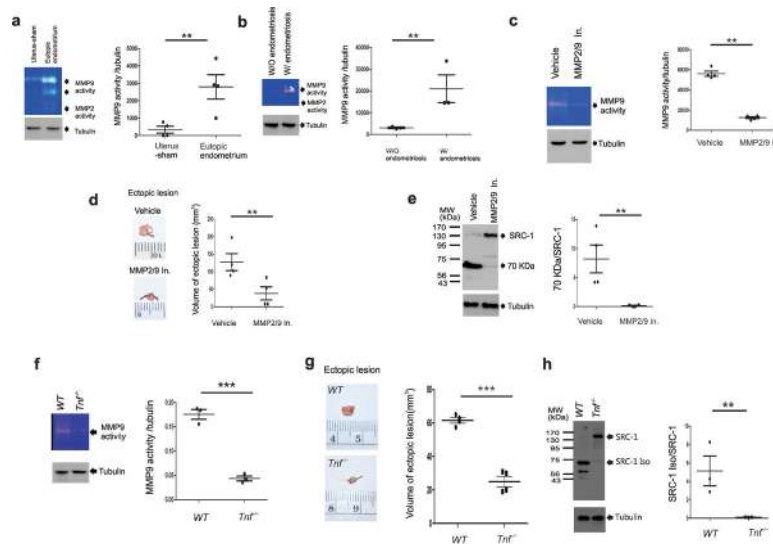 a
Uterus-sham
Eutopic
endometrium
MMP9
activity
MMP2
activity
Tubulin
MMP9 activity /tubulin
**
Uterus
-sham
Eutopic
endometrium
b
W/O endometriosis
W/ endometriosis
MMP9
activity
MMP2
activity
Tubulin
MMP9 activity/tubulin
**
W/O
endometriosis
W/
endometriosis
c
Vehicle
MMP2/9 In.
MMP9
activity
Tubulin
MMP9 activity/tubulin
**
Vehicle
MMP2/9 In.
d
Ectopic lesion
Vehicle
MMP2/9 In.
Volume of ectopic lesion (mm³)
**
Vehicle
MMP2/9 In.
e
MW
(kDa)
Vehicle
MMP2/9 In.
170
130
95
75
56
43
SRC-1
70 KDa
Tubulin
70 KDa/SRC-1
**
Vehicle
MMP2/9 In.
f
WT
Tnf-/-
MMP9
activity
Tubulin
MMP9 activity /tubulin
***
WT
Tnf-/-
g
Ectopic lesion
WT
4 5
Tnf-/-
8 9
Volume of ectopic lesion(mm³)
***
WT
Tnf-/-
h
MW
(kDa)
WT
Tnf-/-
170
130
95
75
56
43
SRC-1
SRC-1 Iso
Tubulin
SRC-1 Iso/SRC-1
**
WT
Tnf-/-